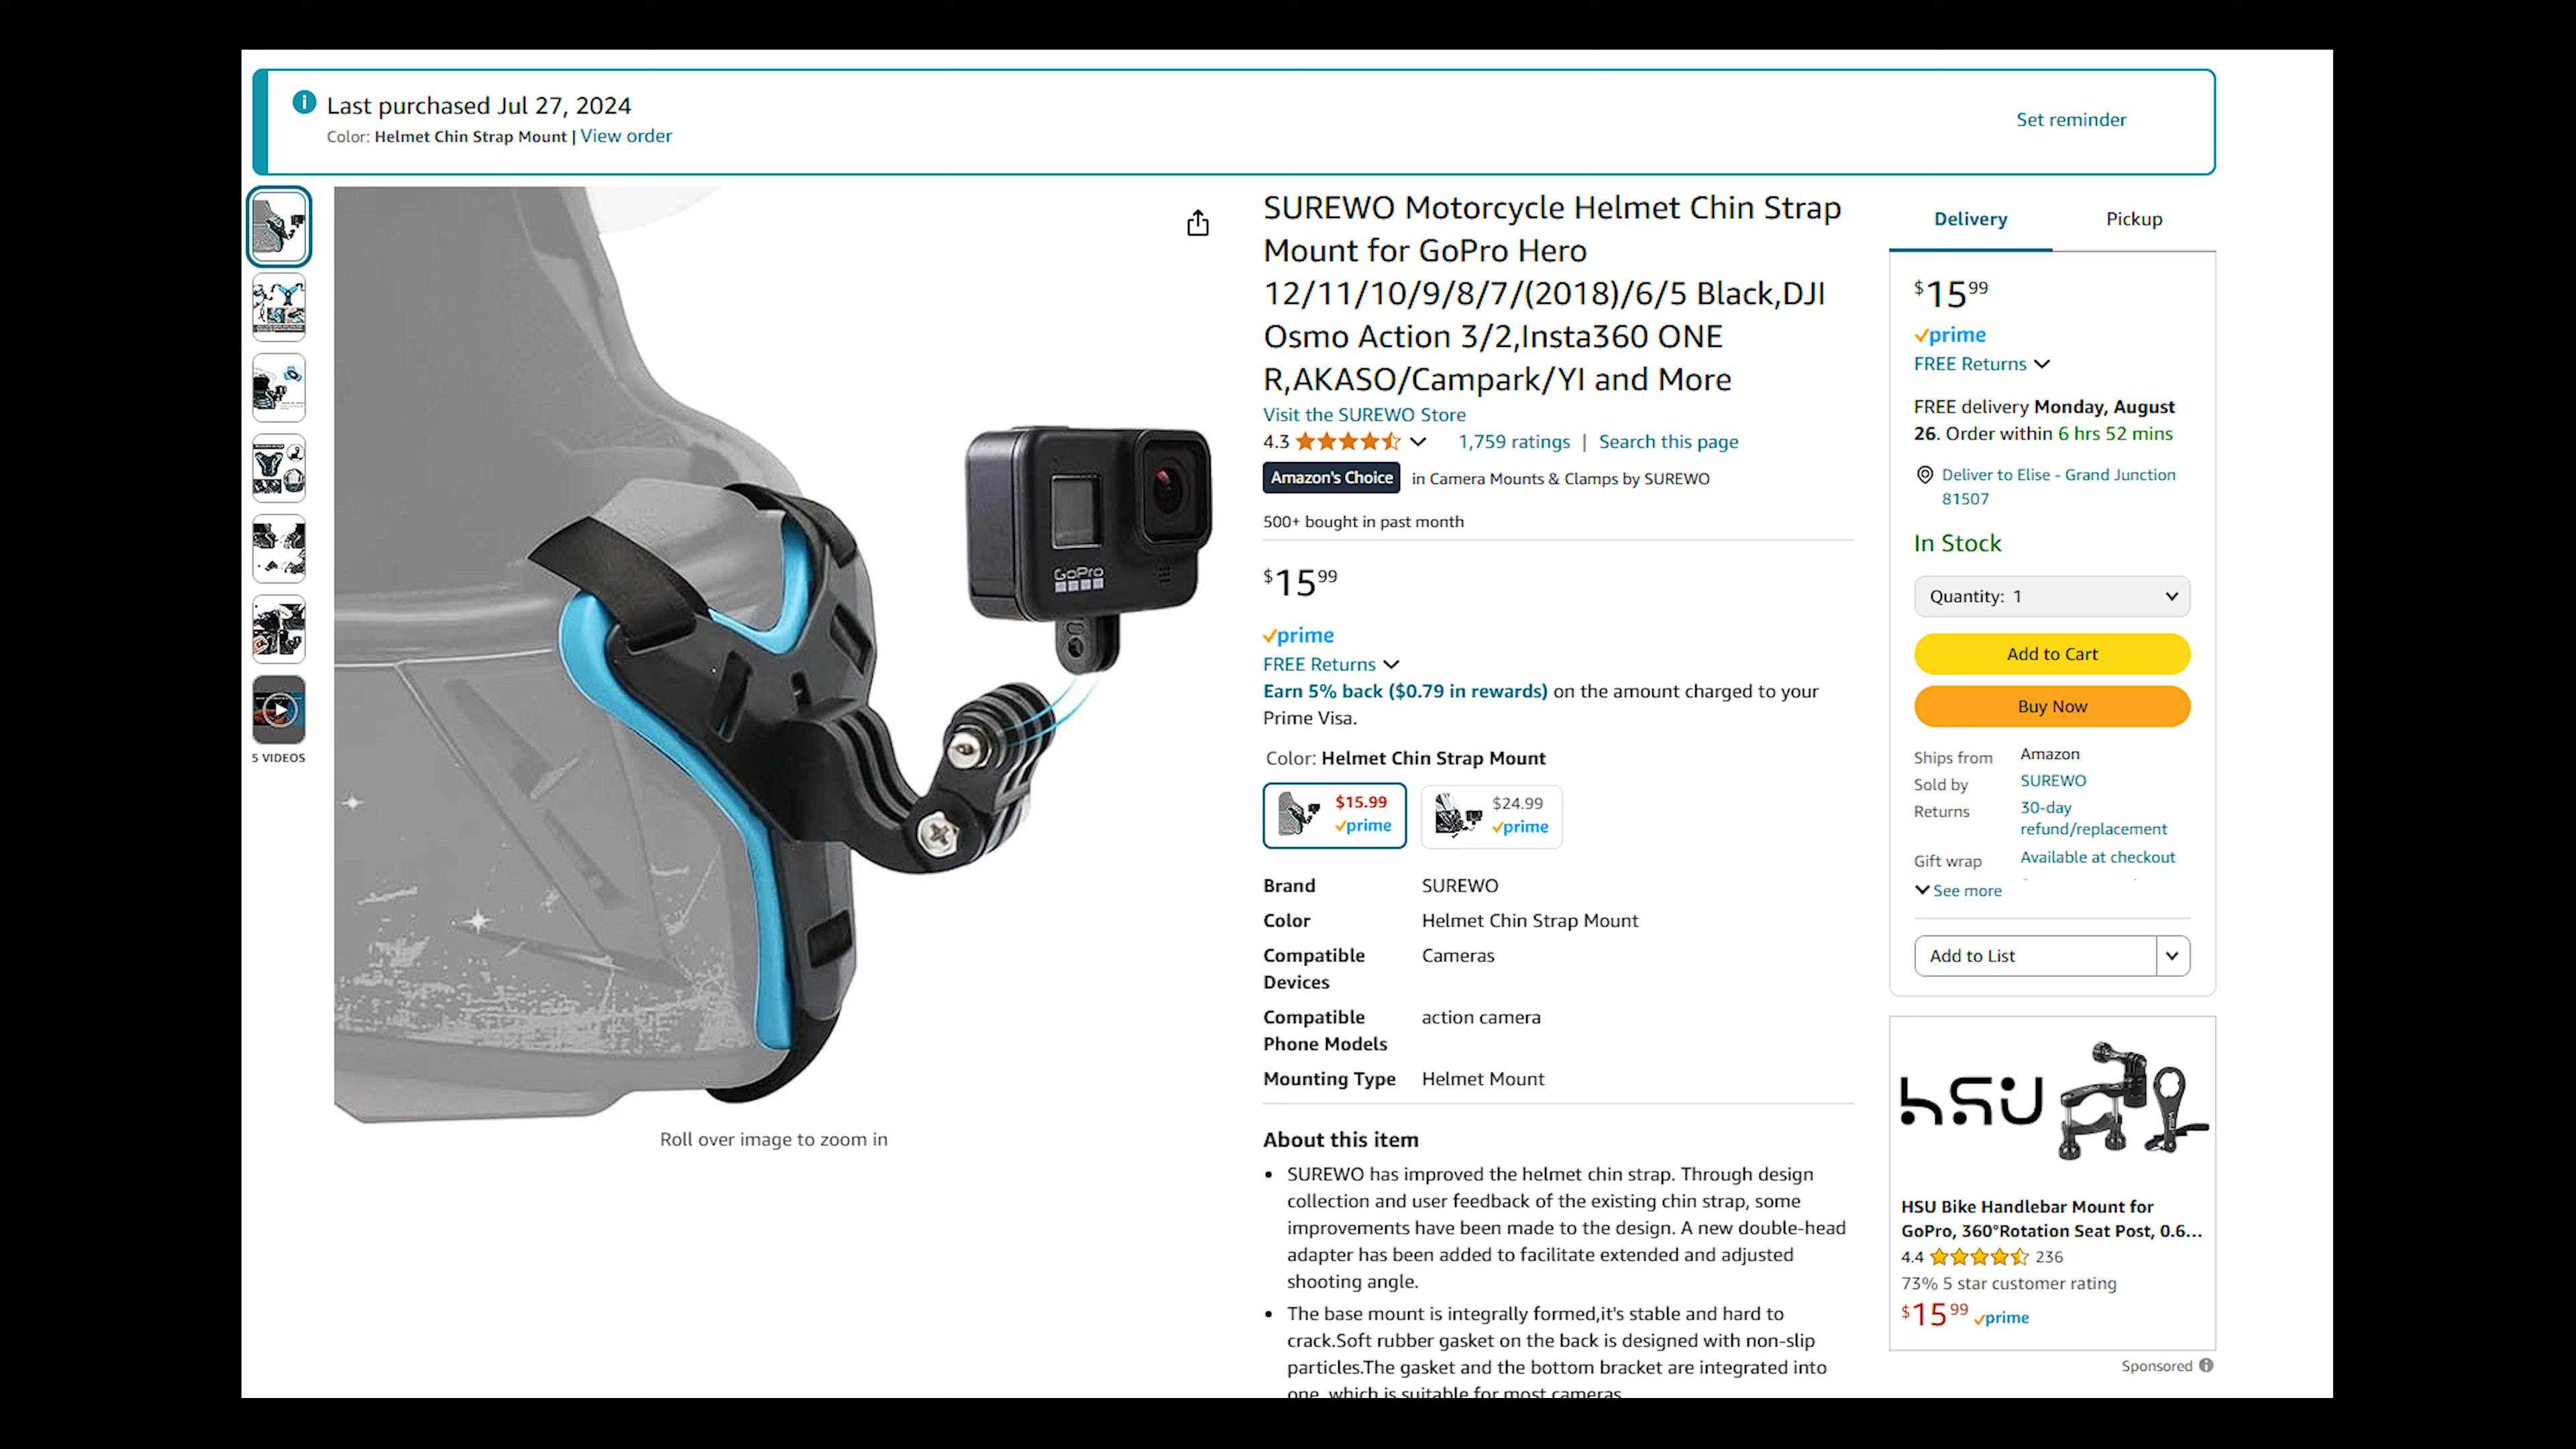 Last purchased Jul 27, 2024
Color: Helmet Chin Strap Mount | View order
Set reminder
5 VIDEOS
GoPro
Roll over image to zoom in
SUREWO Motorcycle Helmet Chin Strap
Mount for GoPro Hero
12/11/10/9/8/7/(2018)/6/5 Black,DJI
Osmo Action 3/2,Insta360 ONE
R,AKASO/Campark/YI and More
Visit the SUREWO Store
4.3 1,759 ratings | Search this page
Amazon's Choice in Camera Mounts & Clamps by SUREWO
500+ bought in past month
$15 99
prime
FREE Returns
Earn 5% back ($0.79 in rewards) on the amount charged to your
Prime Visa.
Color: Helmet Chin Strap Mount
$15.99 $24.99
prime prime
Brand SUREWO
Color Helmet Chin Strap Mount
Compatible Cameras
Devices
Compatible action camera
Phone Models
Mounting Type Helmet Mount
About this item
• SUREWO has improved the helmet chin strap. Through design
collection and user feedback of the existing chin strap, some
improvements have been made to the design. A new double-head
adapter has been added to facilitate extended and adjusted
shooting angle.
• The base mount is integrally formed,it's stable and hard to
crack.Soft rubber gasket on the back is designed with non-slip
particles.The gasket and the bottom bracket are integrated into
one, which is suitable for most cameras
Delivery Pickup
$15 99
prime
FREE Returns
FREE delivery Monday, August
26. Order within 6 hrs 52 mins
Deliver to Elise - Grand Junction
81507
In Stock
Quantity: 1
Add to Cart
Buy Now
Ships from Amazon
Sold by SUREWO
Returns 30-day
refund/replacement
Gift wrap Available at checkout
See more
Add to List
hsu
HSU Bike Handlebar Mount for
GoPro, 360°Rotation Seat Post, 0.6...
4.4 236
73% 5 star customer rating
$15 99 prime
Sponsored